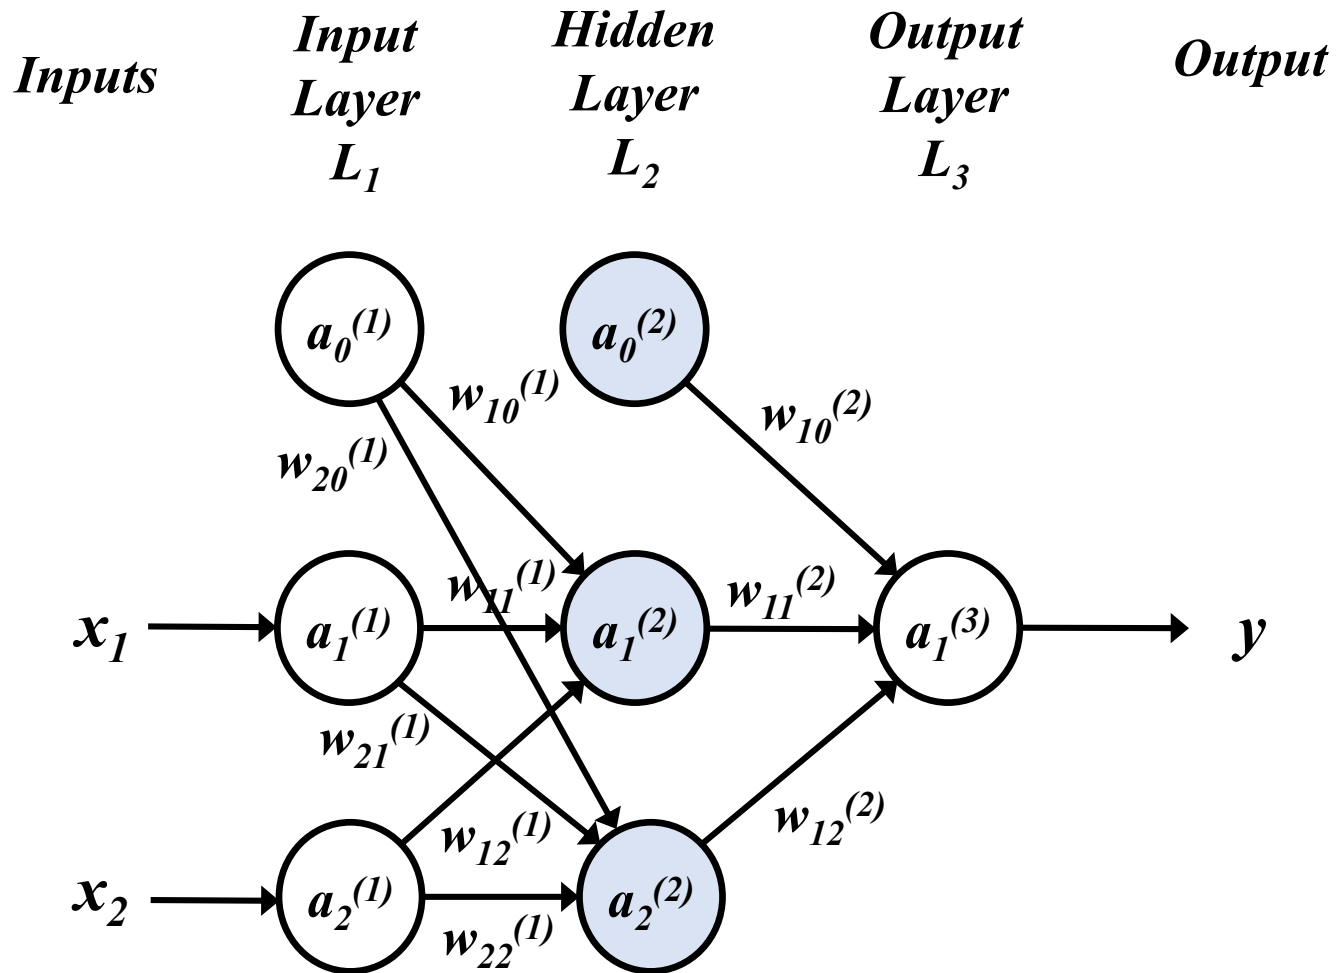 Inputs
Input
Layer
L₁
Hidden
Layer
L₂
Output
Layer
L₃
Output
a₀⁽¹⁾
a₀⁽²⁾
w₁₀⁽¹⁾
w₁₀⁽²⁾
w₂₀⁽¹⁾
w₁₁⁽¹⁾
w₁₁⁽²⁾
x₁
a₁⁽¹⁾
a₁⁽²⁾
a₁⁽³⁾
y
w₂₁⁽¹⁾
w₁₂⁽¹⁾
w₁₂⁽²⁾
x₂
a₂⁽¹⁾
a₂⁽²⁾
w₂₂⁽¹⁾